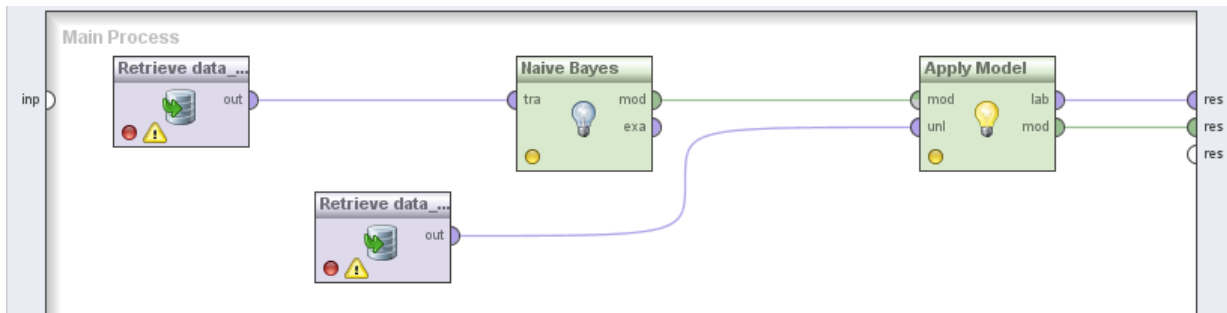 Main Process
Retrieve data_...
out
Naive Bayes
tra
mod
exa
Apply Model
mod
lab
unl
mod
inp
res
res
res
Retrieve data_...
out